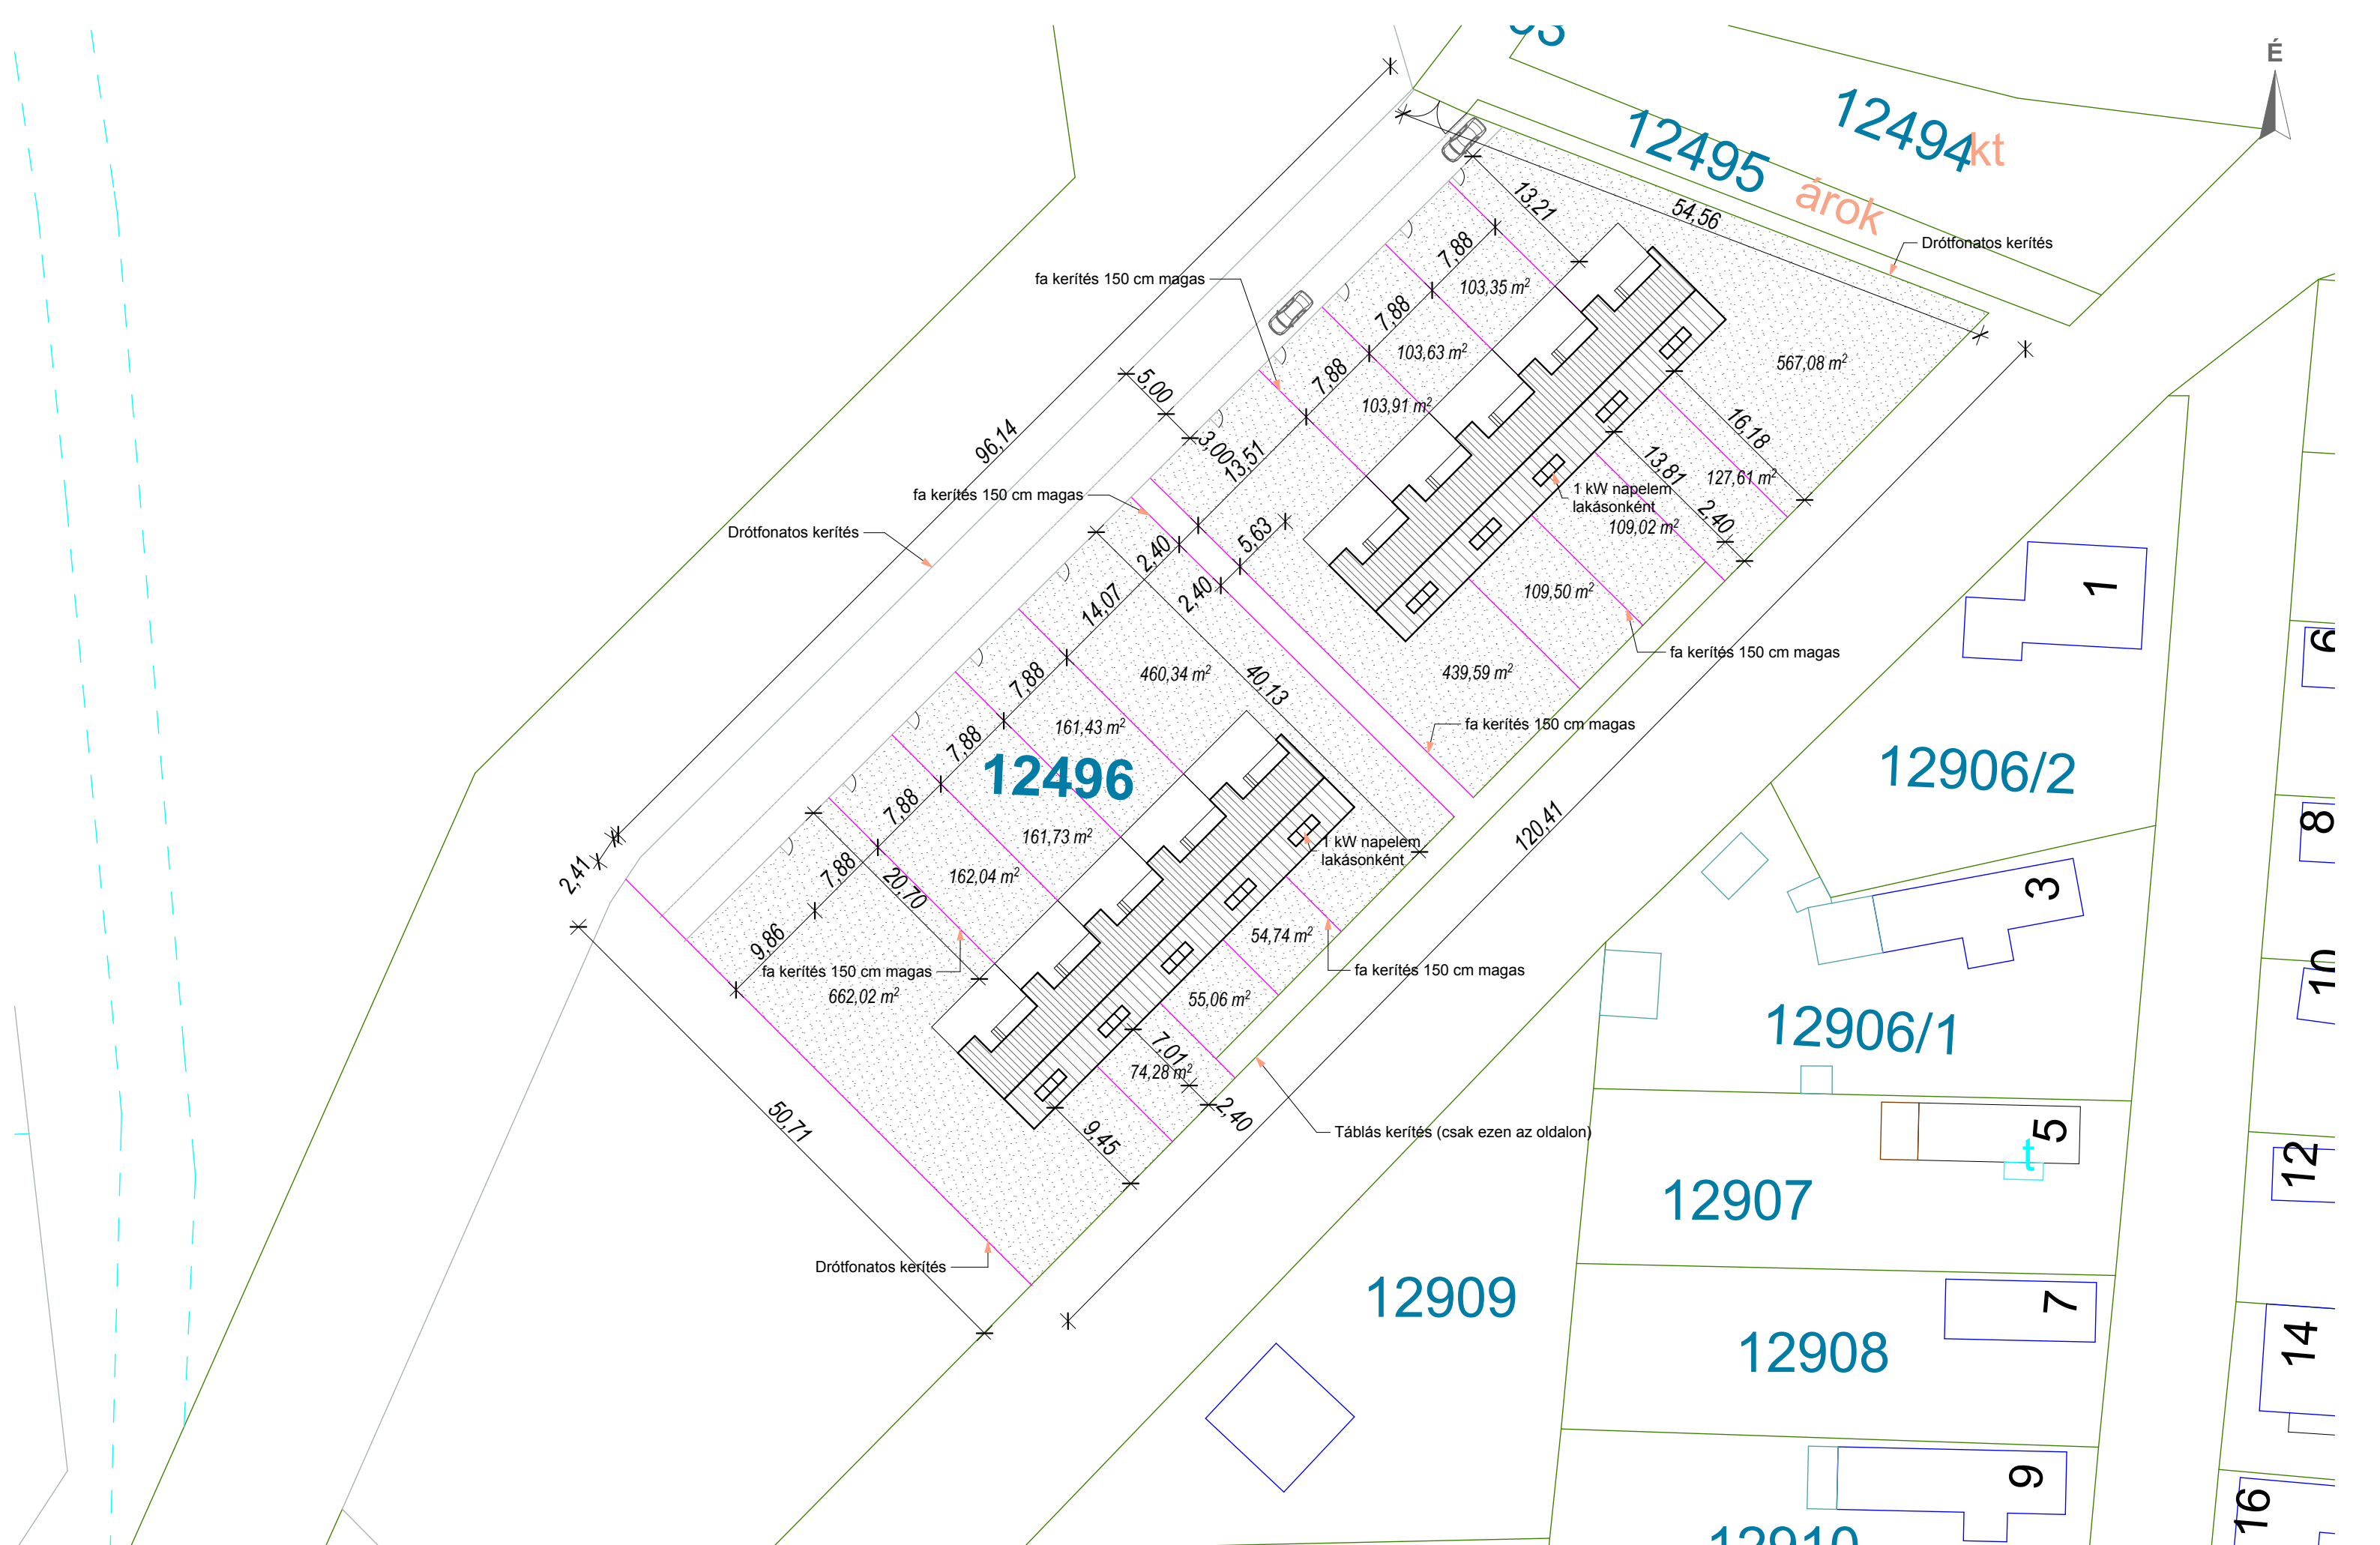 É
12494
kt
12495
árok
54,56
Drótfonatos kerítés
13,21
7,88
103,35 m²
fa kerítés 150 cm magas
7,88
103,63 m²
7,88
103,91 m²
567,08 m²
5,00
3,00
96,14
13,51
16,18
13,81
127,61 m²
1 kW napelem
lakásonként
109,02 m²
2,40
fa kerítés 150 cm magas
Drótfonatos kerítés
2,40
5,63
2,40
14,07
109,50 m²
fa kerítés 150 cm magas
439,59 m²
460,34 m²
40,13
7,88
161,43 m²
fa kerítés 150 cm magas
7,88
12496
161,73 m²
7,88
120,41
1 kW napelem
lakásonként
2,41
7,88
20,70
162,04 m²
9,86
fa kerítés 150 cm magas
662,02 m²
54,74 m²
fa kerítés 150 cm magas
55,06 m²
7,01
74,28 m²
2,40
50,71
9,45
Táblás kerítés (csak ezen az oldalon)
Drótfonatos kerítés
1
6
12906/2
8
3
10
12906/1
5
t
12
12907
12909
7
12908
14
9
16
12910